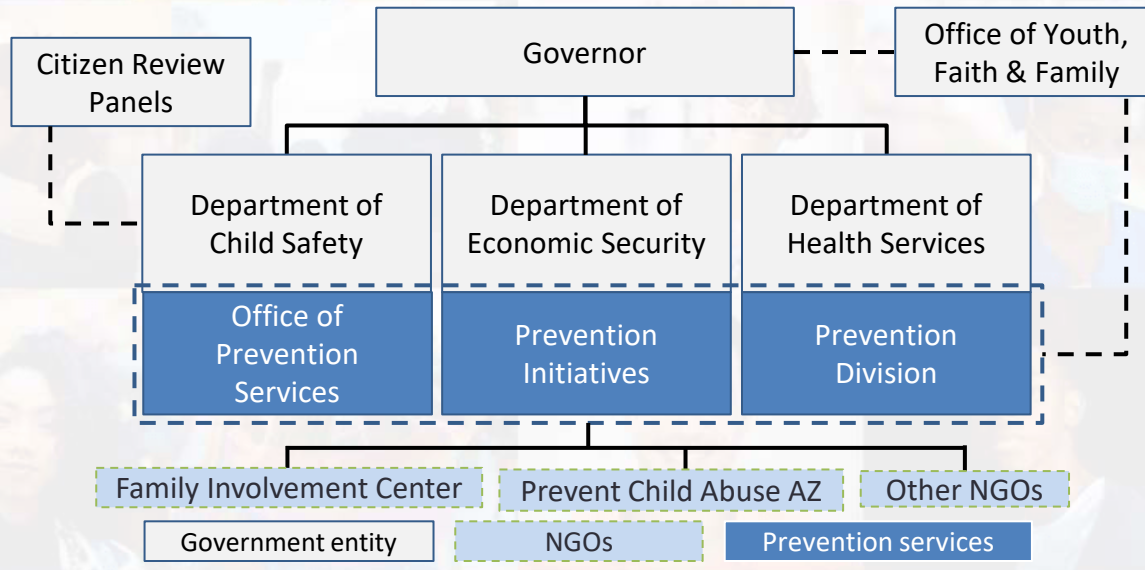 Governor
Office of Youth,
Faith & Family
Citizen Review
Panels
Department of
Child Safety
Department of
Economic Security
Department of
Health Services
Office of
Prevention
Services
Prevention
Initiatives
Prevention
Division
Family Involvement Center
Prevent Child Abuse AZ
Other NGOs
Government entity
NGOs
Prevention services